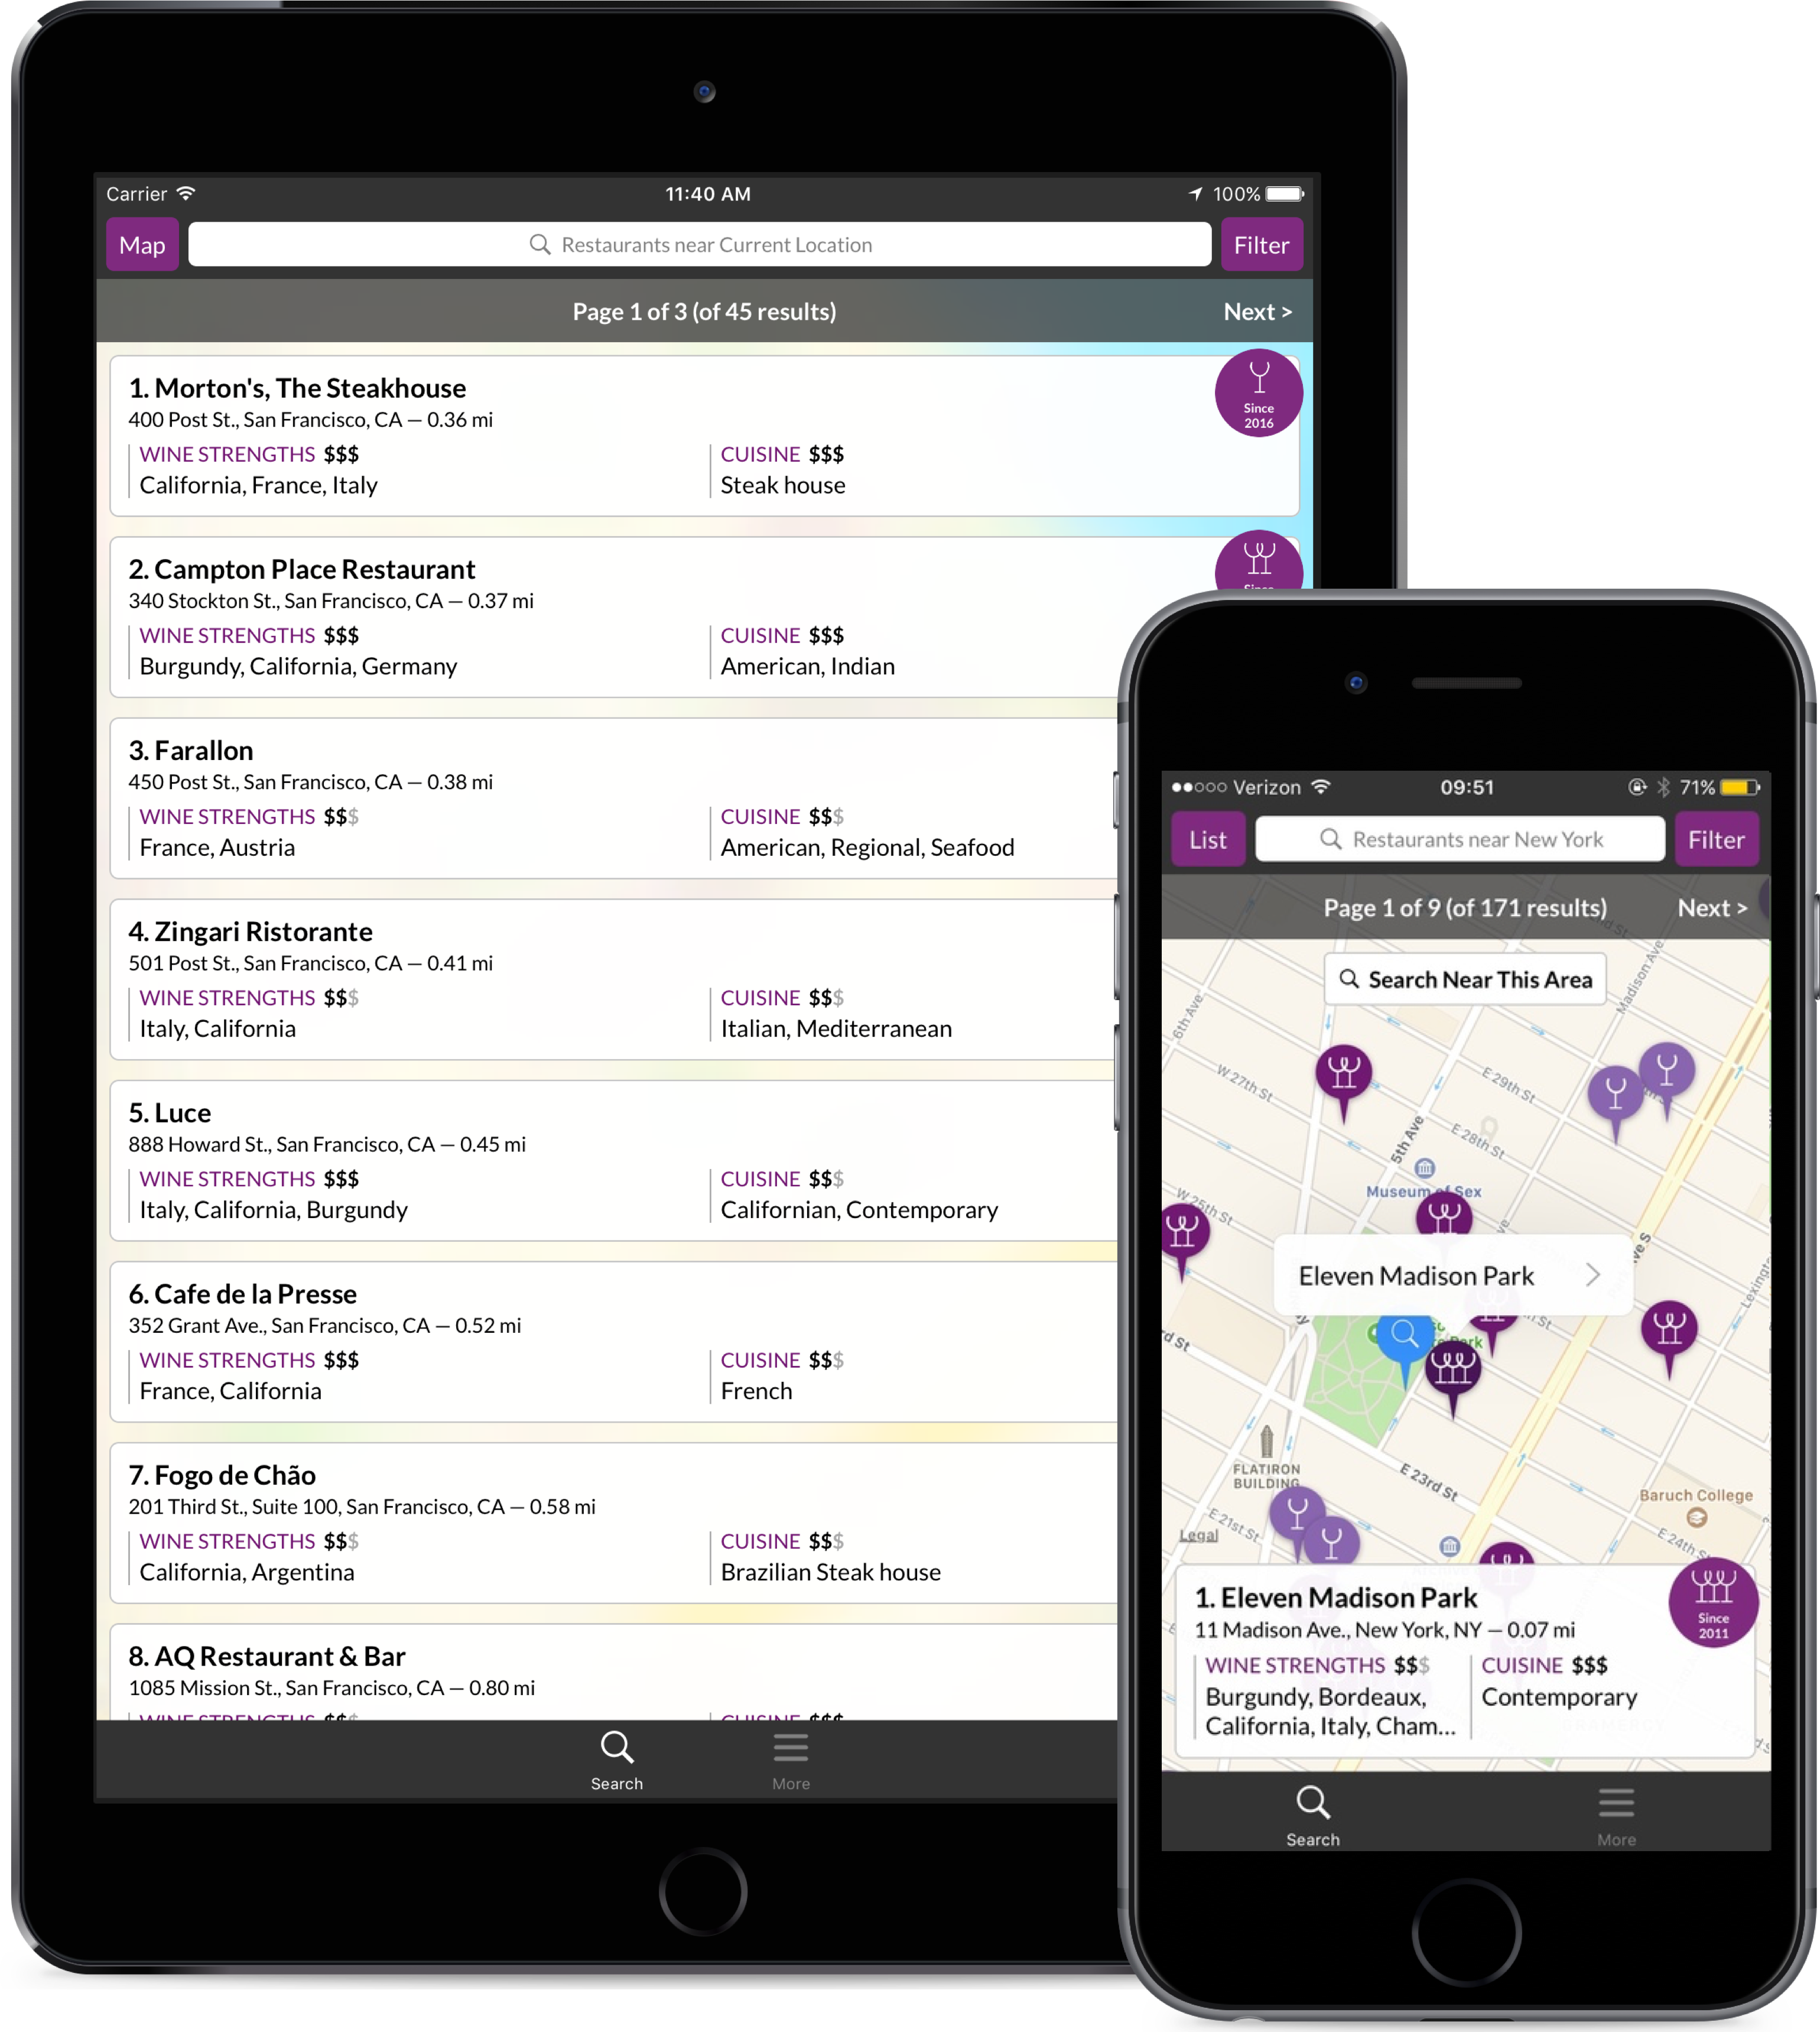 Carrier
11:40 AM
100%
Map
Restaurants near Current Location
Filter
Page 1 of 3 (of 45 results)
Next >
1. Morton's, The Steakhouse
400 Post St., San Francisco, CA — 0.36 mi
WINE STRENGTHS $$$
California, France, Italy
CUISINE $$$
Steak house
Since
2016
2. Campton Place Restaurant
340 Stockton St., San Francisco, CA — 0.37 mi
WINE STRENGTHS $$$
Burgundy, California, Germany
CUISINE $$$
American, Indian
Since
3. Farallon
450 Post St., San Francisco, CA — 0.38 mi
WINE STRENGTHS $$$
France, Austria
CUISINE $$$
American, Regional, Seafood
4. Zingari Ristorante
501 Post St., San Francisco, CA — 0.41 mi
WINE STRENGTHS $$$
Italy, California
CUISINE $$$
Italian, Mediterranean
5. Luce
888 Howard St., San Francisco, CA — 0.45 mi
WINE STRENGTHS $$$
Italy, California, Burgundy
CUISINE $$$
Californian, Contemporary
6. Cafe de la Presse
352 Grant Ave., San Francisco, CA — 0.52 mi
WINE STRENGTHS $$$
France, California
CUISINE $$$
French
7. Fogo de Chão
201 Third St., Suite 100, San Francisco, CA — 0.58 mi
WINE STRENGTHS $$$
California, Argentina
CUISINE $$$
Brazilian Steak house
8. AQ Restaurant & Bar
1085 Mission St., San Francisco, CA — 0.80 mi
WINE STRENGTHS $$$
CUISINE $$$
Search
More
Verizon
09:51
71%
List
Restaurants near New York
Filter
Page 1 of 9 (of 171 results)
Next >
Search Near This Area
Madison Ave
6th Ave
W 27th St
E 29th St
5th Ave
E 28th St
Museum of Sex
W 25th St
Eleven Madison Park
FLATIRON
BUILDING
E 23rd St
Baruch College
E 21st St
E 24th St
Legal
1. Eleven Madison Park
11 Madison Ave., New York, NY — 0.07 mi
WINE STRENGTHS $$$
Burgundy, Bordeaux,
California, Italy, Cham...
CUISINE $$$
Contemporary
Since
2011
Search
More